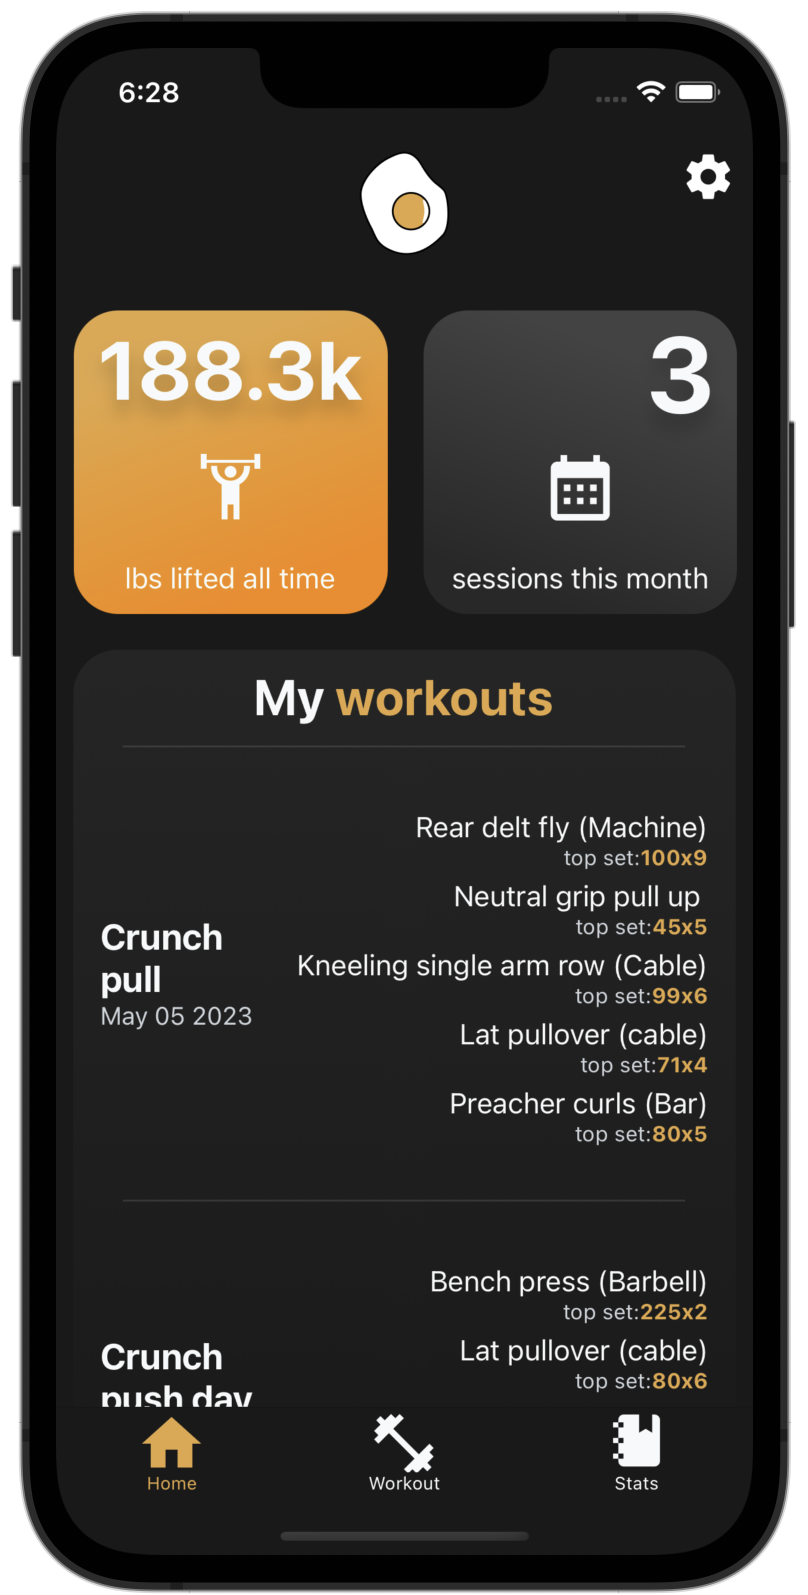 6:28
188.3k
lbs lifted all time
3
sessions this month
My workouts
Crunch
pull
May 05 2023
Rear delt fly (Machine)
top set:100x9
Neutral grip pull up
top set:45x5
Kneeling single arm row (Cable)
top set:99x6
Lat pullover (cable)
top set:71x4
Preacher curls (Bar)
top set:80x5
Crunch
push day
Bench press (Barbell)
top set:225x2
Lat pullover (cable)
top set:80x6
Home
Workout
Stats